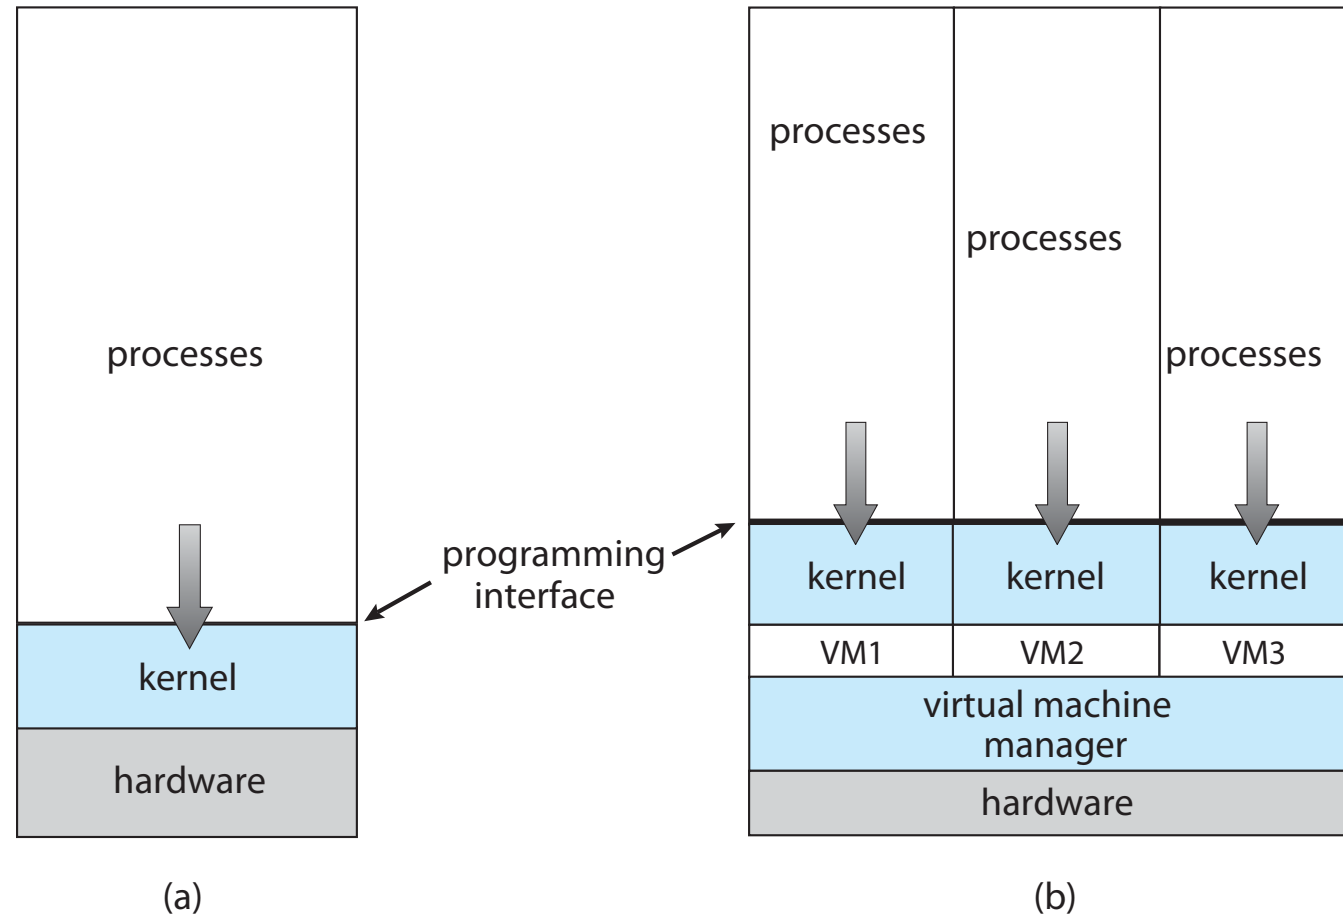 processes
kernel
hardware
(a)
programming
interface
processes
processes
processes
kernel
kernel
kernel
VM1
VM2
VM3
virtual machine
manager
hardware
(b)